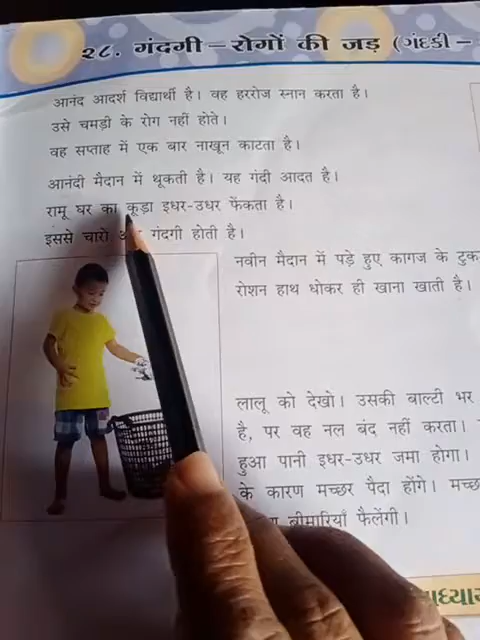 २८. गंदगी – रोगों की जड़ (ગંદકી –
आनंद आदर्श विद्यार्थी है। वह हररोज स्नान करता है।
उसे चमड़ी के रोग नहीं होते।
वह सप्ताह में एक बार नाखून काटता है।
आनंदी मैदान में थूकती है। यह गंदी आदत है।
रामू घर का कूड़ा इधर-उधर फेंकता है।
इससे चारो गंदगी होती है।
नवीन मैदान में पड़े हुए कागज के टुक
रोशन हाथ धोकर ही खाना खाती है।
लालू को देखो। उसकी बाल्टी भर
है, पर वह नल बंद नहीं करता।
हुआ पानी इधर-उधर जमा होगा।
के कारण मच्छर पैदा होंगे। मच्छ
बीमारियाँ फैलेंगी।